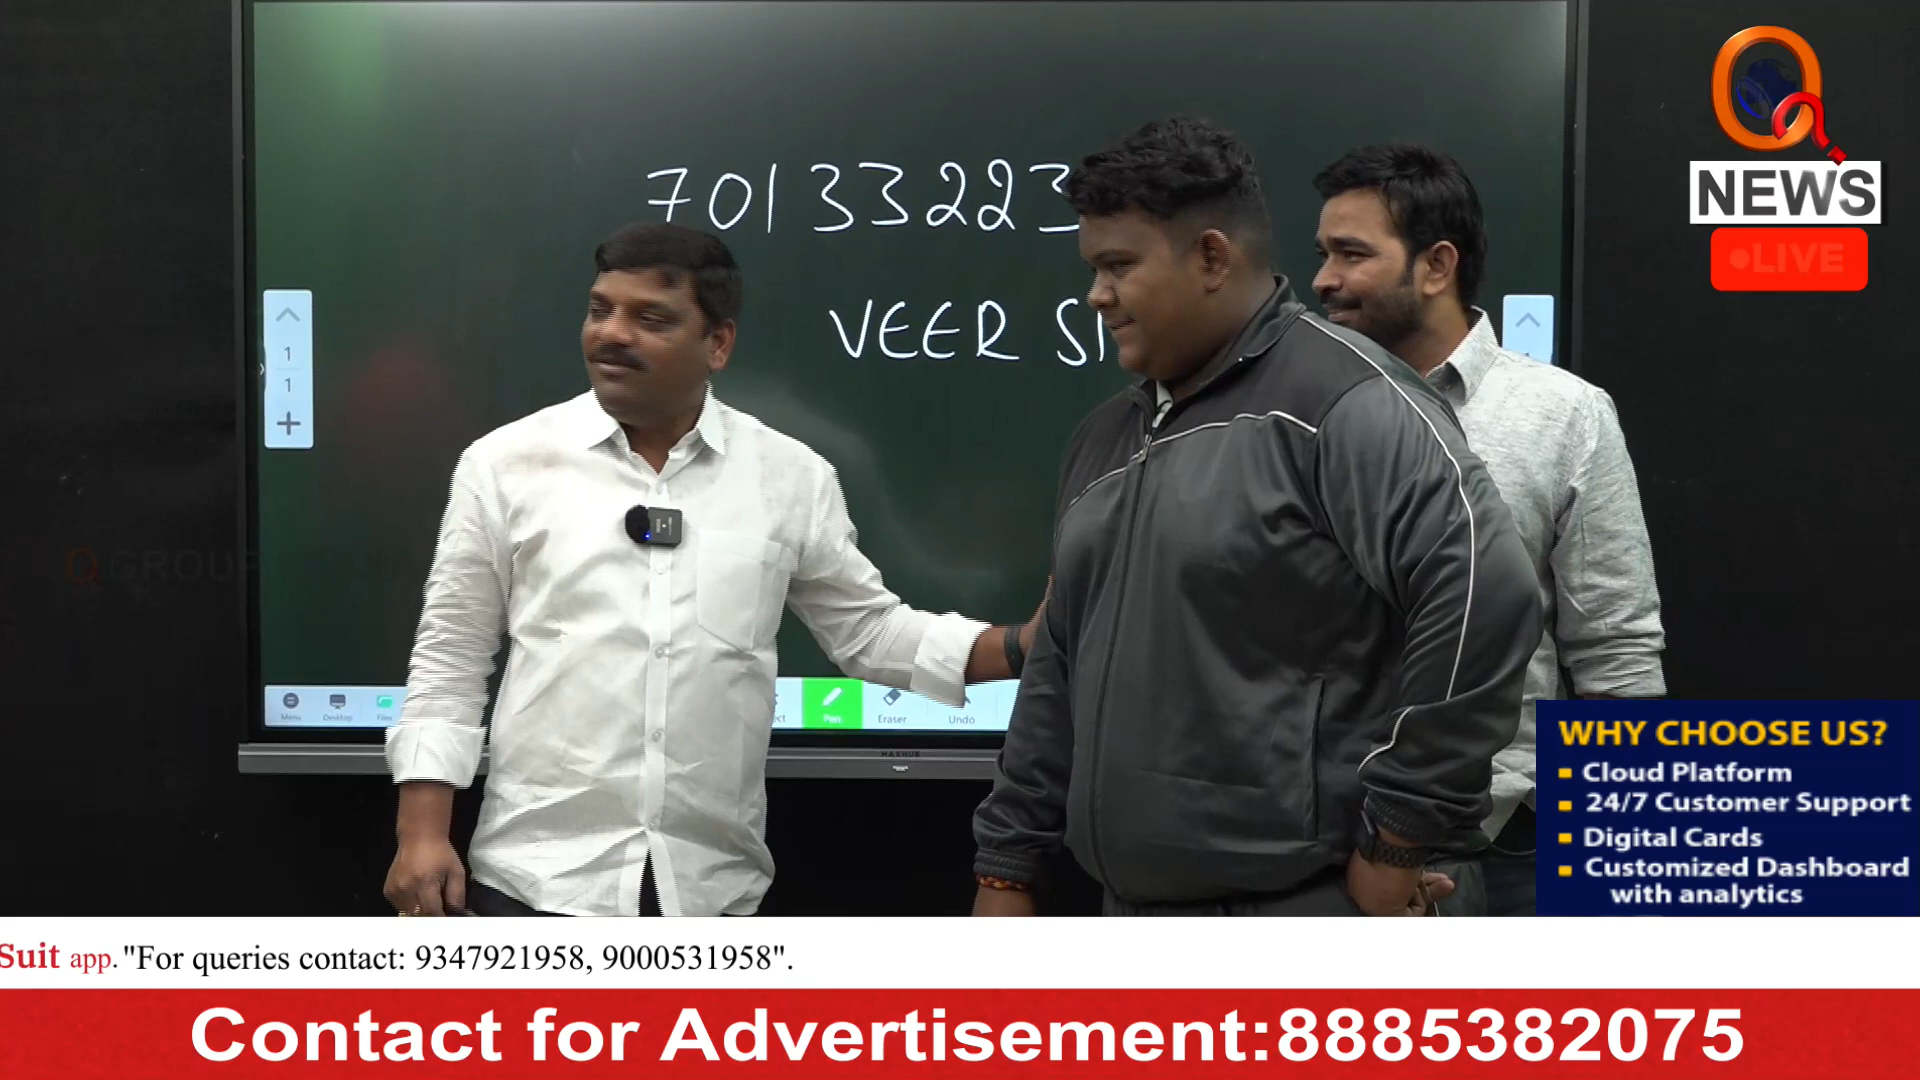 70133223
VEER SI
NEWS
LIVE
1
1
Q GROUP
Menu
Desktop
Files
Pen
Eraser
Undo
MAXHUB
WHY CHOOSE US?
Cloud Platform
24/7 Customer Support
Digital Cards
Customized Dashboard
with analytics
Suit app. "For queries contact: 9347921958, 9000531958".
Contact for Advertisement:8885382075